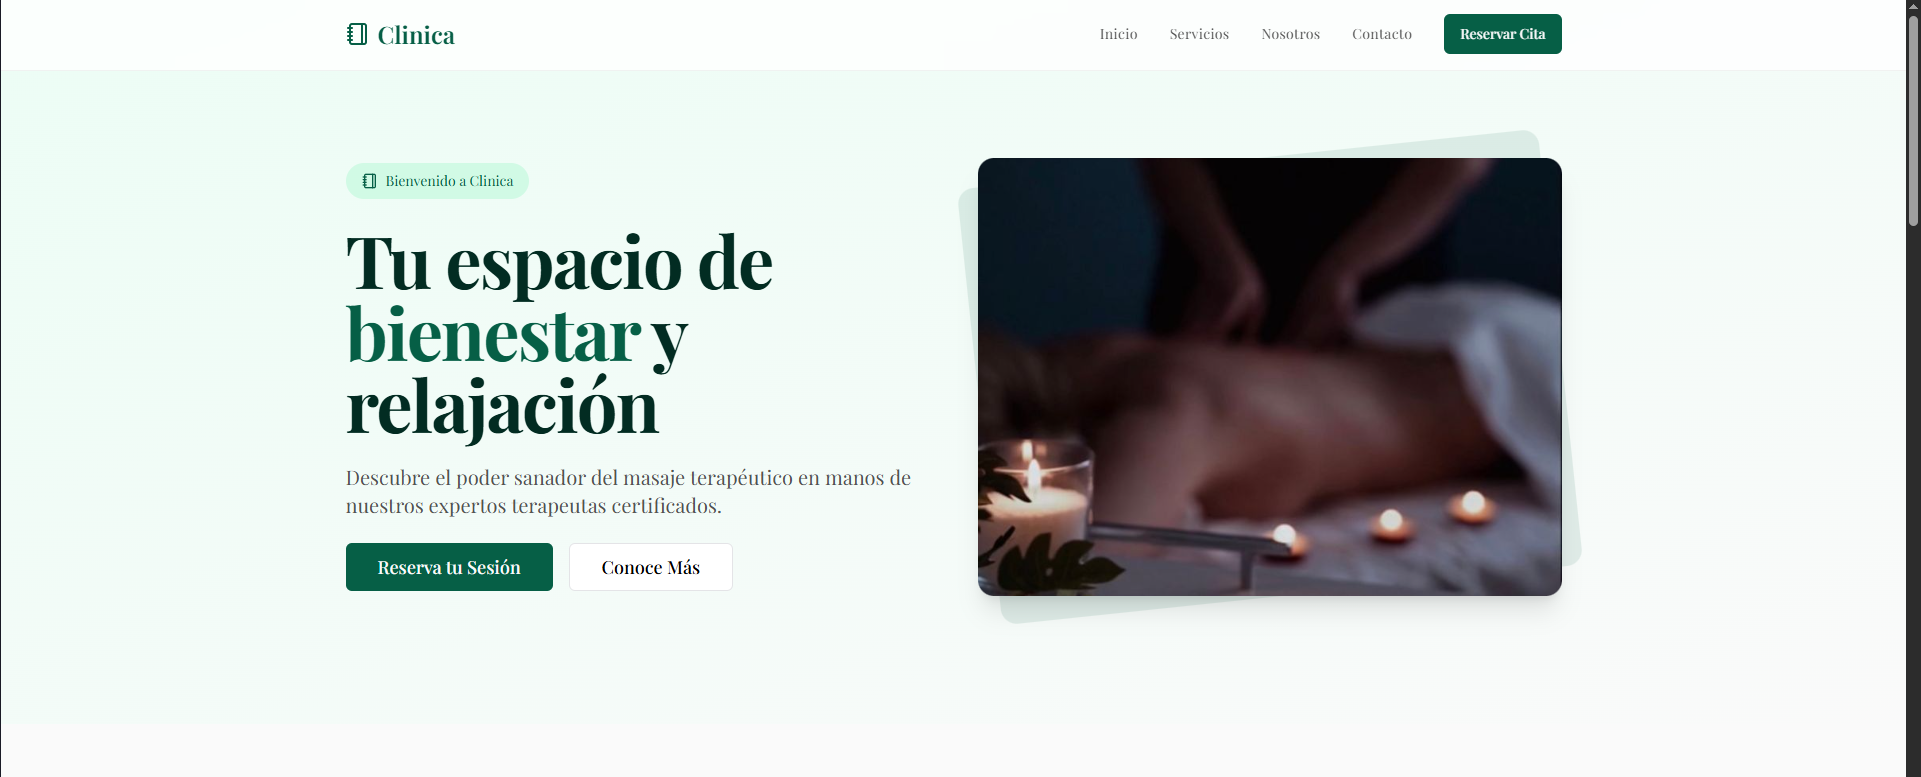 Clinica
Inicio
Servicios
Nosotros
Contacto
Reservar Cita
Bienvenido a Clinica
Tu espacio de
bienestar y
relajación
Descubre el poder sanador del masaje terapéutico en manos de
nuestros expertos terapeutas certificados.
Reserva tu Sesión
Conoce Más